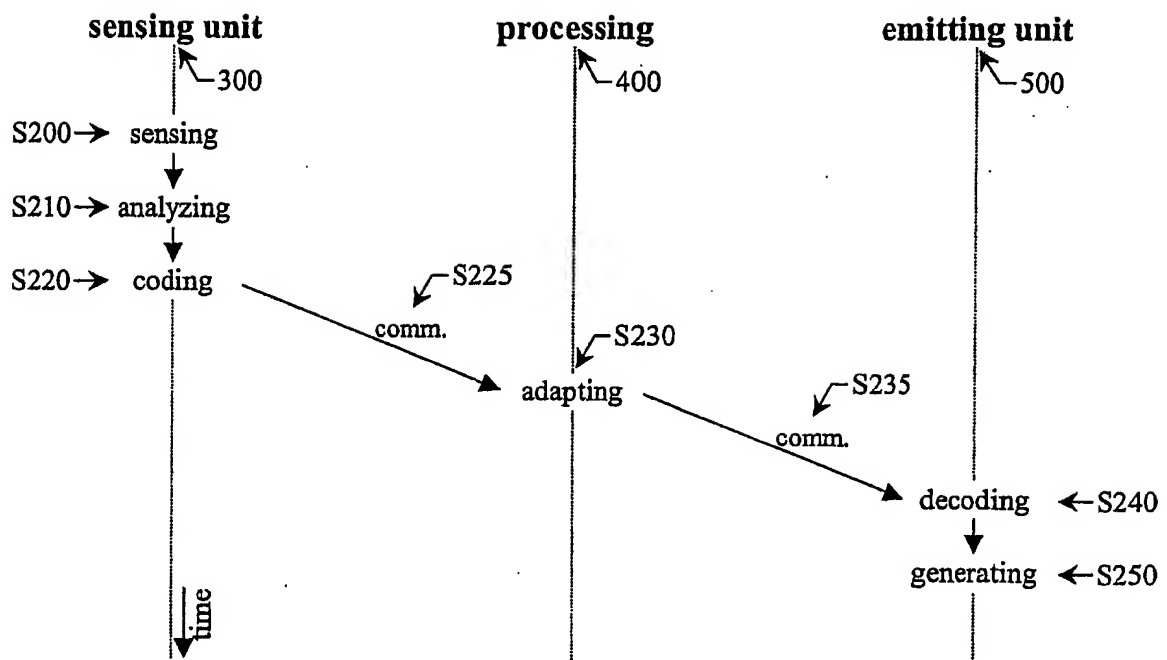 sensing unit
processing
emitting unit
300
400
500
S200
sensing
S210
analyzing
S220
coding
S225
comm.
S230
adapting
S235
comm.
decoding
S240
generating
S250
time